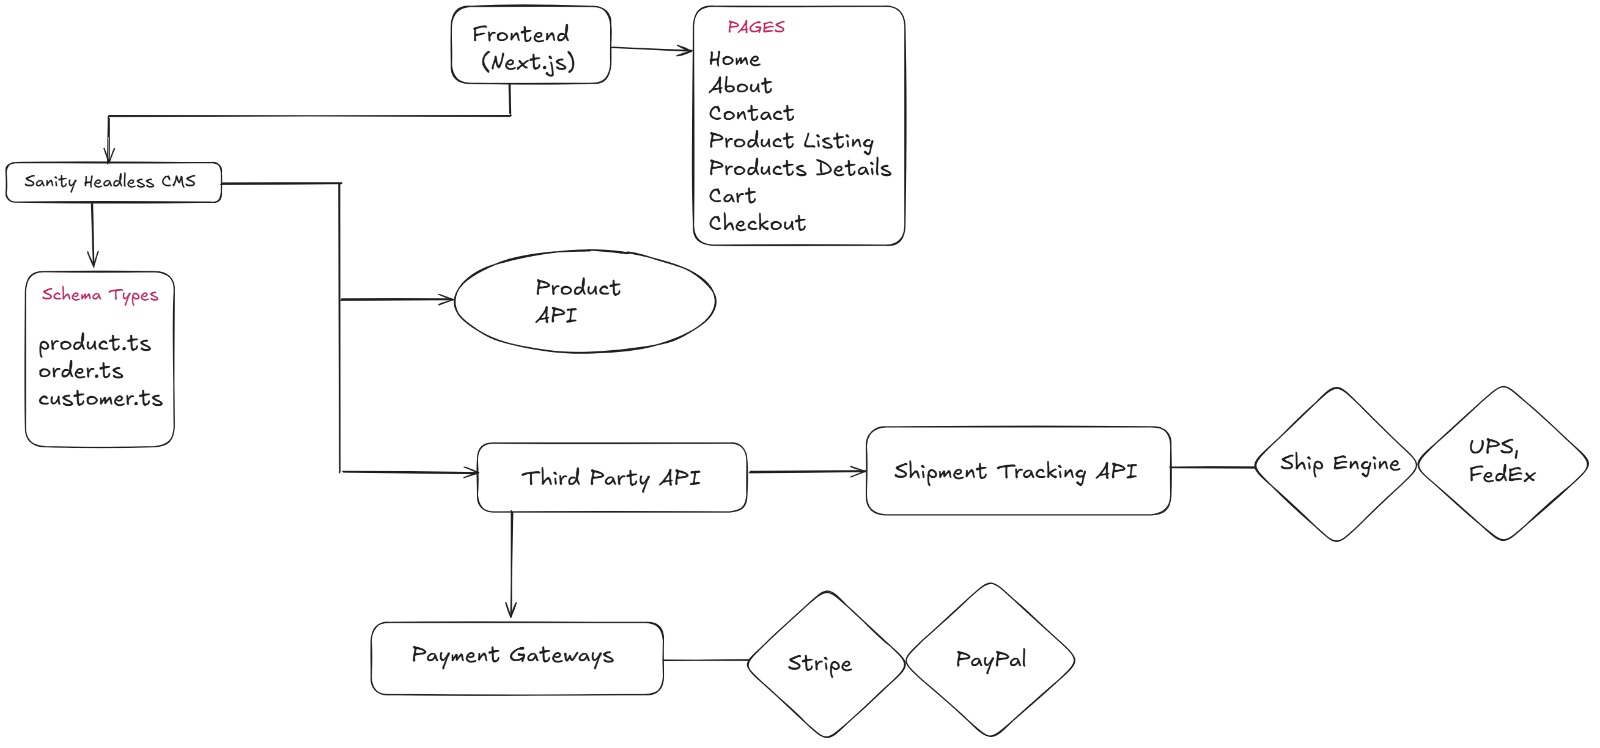 Frontend
(Next.js)
PAGES
Home
About
Contact
Product Listing
Products Details
Cart
Checkout
Sanity Headless CMS
Schema Types
product.ts
order.ts
customer.ts
Product
API
Third Party API
Shipment Tracking API
Ship Engine
UPS,
FedEx
Payment Gateways
Stripe
PayPal